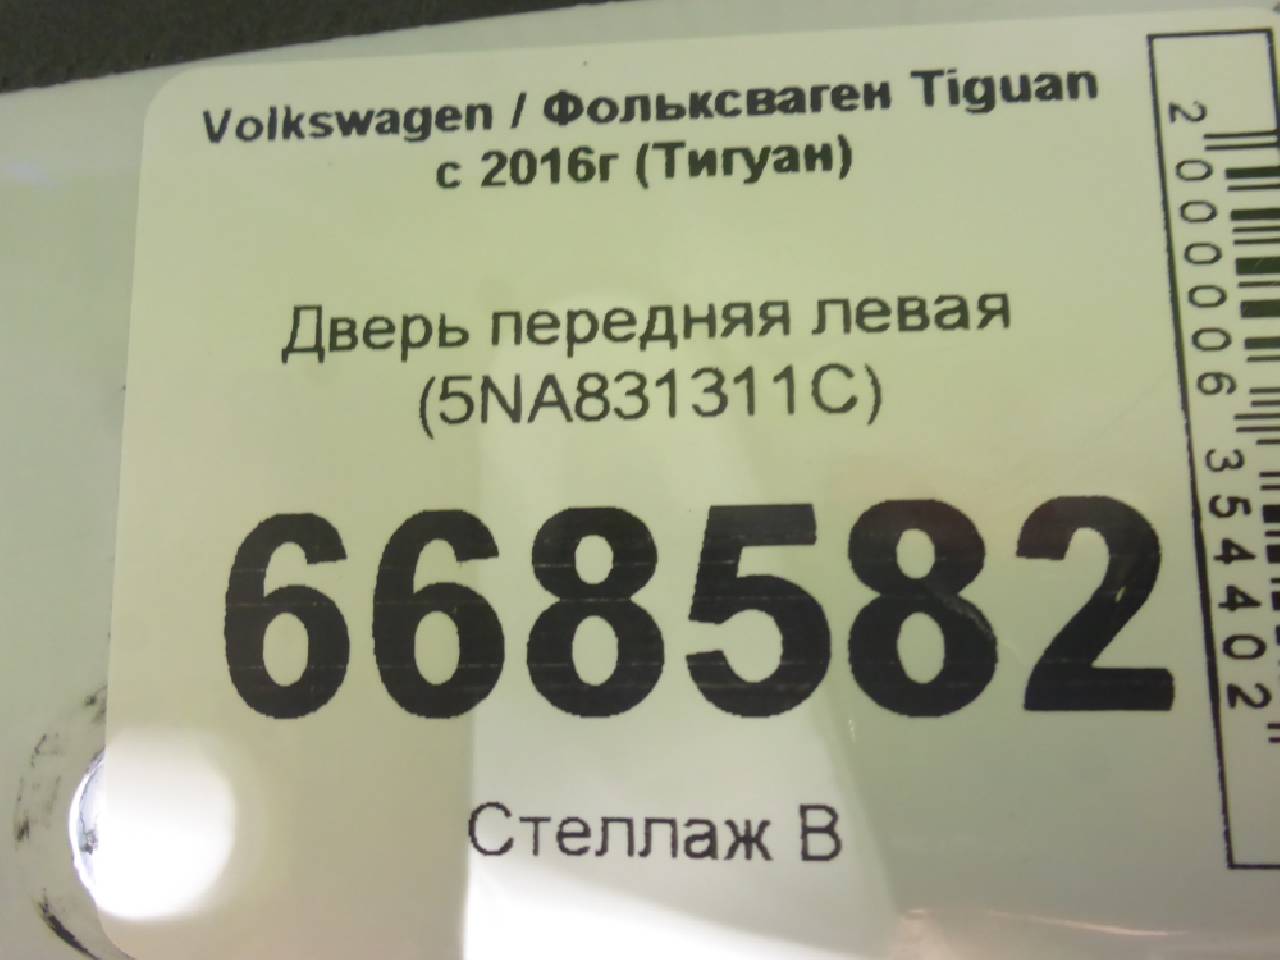 Volkswagen / Фольксваген Tiguan
с 2016г (Тигуан)
Дверь передняя левая
(5NA831311C)
668582
Стеллаж В
2000006354402